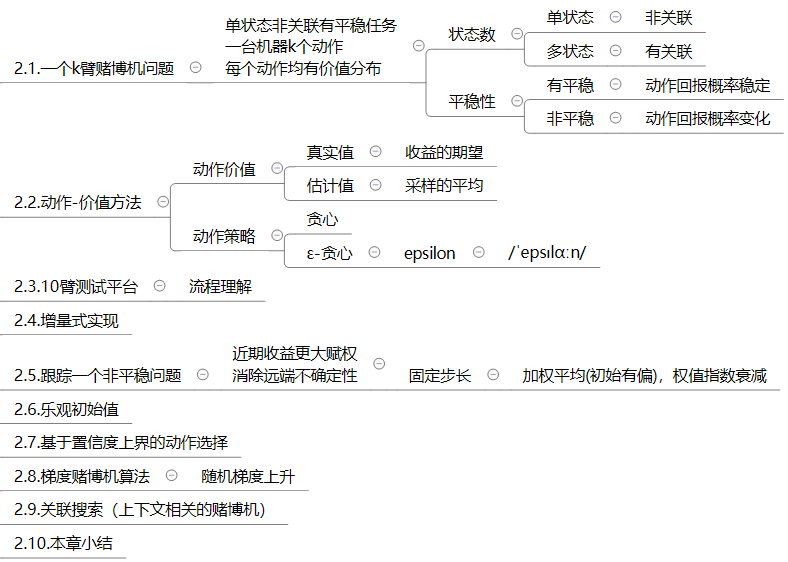 2.1.一个k臂赌博机问题
单状态非关联有平稳任务
一台机器k个动作
每个动作均有价值分布
状态数
单状态
非关联
多状态
有关联
平稳性
有平稳
动作回报概率稳定
非平稳
动作回报概率变化
2.2.动作-价值方法
动作价值
真实值
收益的期望
估计值
采样的平均
动作策略
贪心
ε-贪心
epsilon
/ˈepsɪlɑːn/
2.3.10臂测试平台
流程理解
2.4.增量式实现
2.5.跟踪一个非平稳问题
近期收益更大赋权
消除远端不确定性
固定步长
加权平均(初始有偏)，权值指数衰减
2.6.乐观初始值
2.7.基于置信度上界的动作选择
2.8.梯度赌博机算法
随机梯度上升
2.9.关联搜索（上下文相关的赌博机）
2.10.本章小结